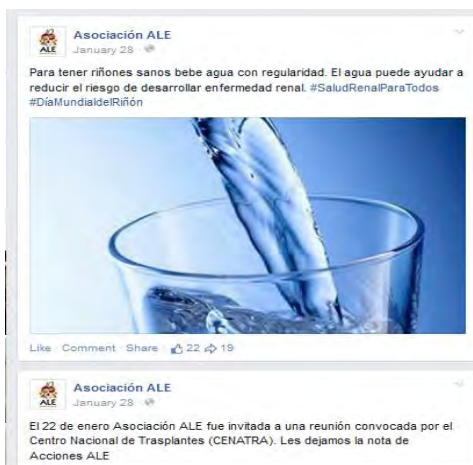 ALE
Asociación ALE
January 28
Para tener riñones sanos bebe agua con regularidad. El agua puede ayudar a
reducir el riesgo de desarrollar enfermedad renal. #SaludRenalParaTodos
#DíaMundialdelRiñón
Like · Comment · Share · 22 19
ALE
Asociación ALE
January 28
El 22 de enero Asociación ALE fue invitada a una reunión convocada por el
Centro Nacional de Trasplantes (CENATRA). Les dejamos la nota de
Acciones ALE